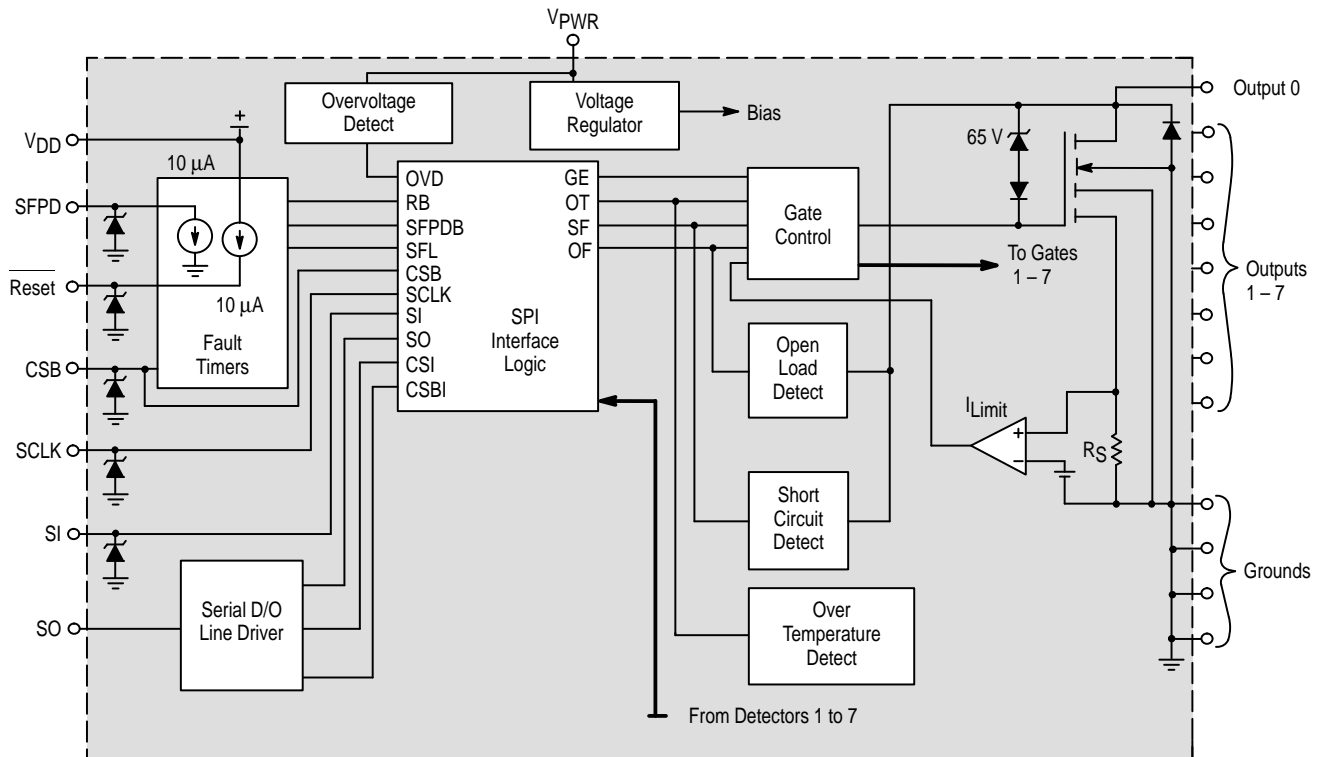 VPWR
Output 0
Overvoltage
Detect
Voltage
Regulator
Bias
+
VDD
65 V
10 μA
SFPD
Reset
10 μA
Fault
Timers
CSB
SCLK
SI
SO
OVD
RB
SFPDB
SFL
CSB
SCLK
SI
SO
CSI
CSBI
GE
OT
SF
OF
SPI
Interface
Logic
Gate
Control
To Gates
1 – 7
Outputs
1 – 7
Open
Load
Detect
ILimit
+
–
RS
Short
Circuit
Detect
Grounds
Serial D/O
Line Driver
Over
Temperature
Detect
From Detectors 1 to 7